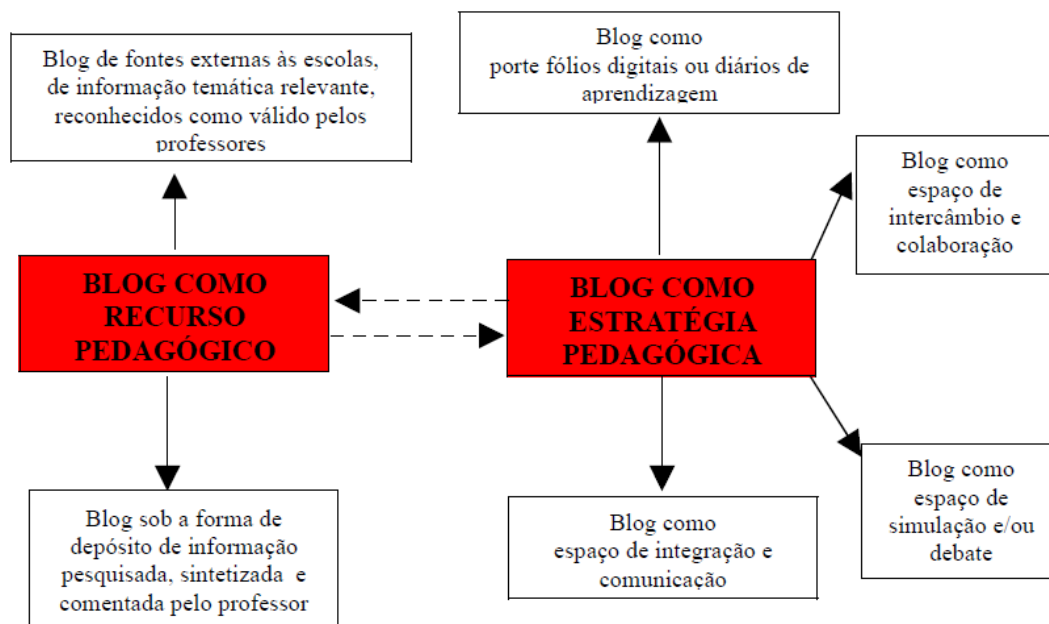 Blog de fontes externas às escolas,
de informação temática relevante,
reconhecidos como válido pelos
professores
Blog como
porte fólios digitais ou diários de
aprendizagem
Blog como
espaço de
intercâmbio e
colaboração
BLOG COMO
RECURSO
PEDAGÓGICO
BLOG COMO
ESTRATÉGIA
PEDAGÓGICA
Blog como
espaço de
simulação e/ou
debate
Blog sob a forma de
depósito de informação
pesquisada, sintetizada e
comentada pelo professor
Blog como
espaço de integração e
comunicação